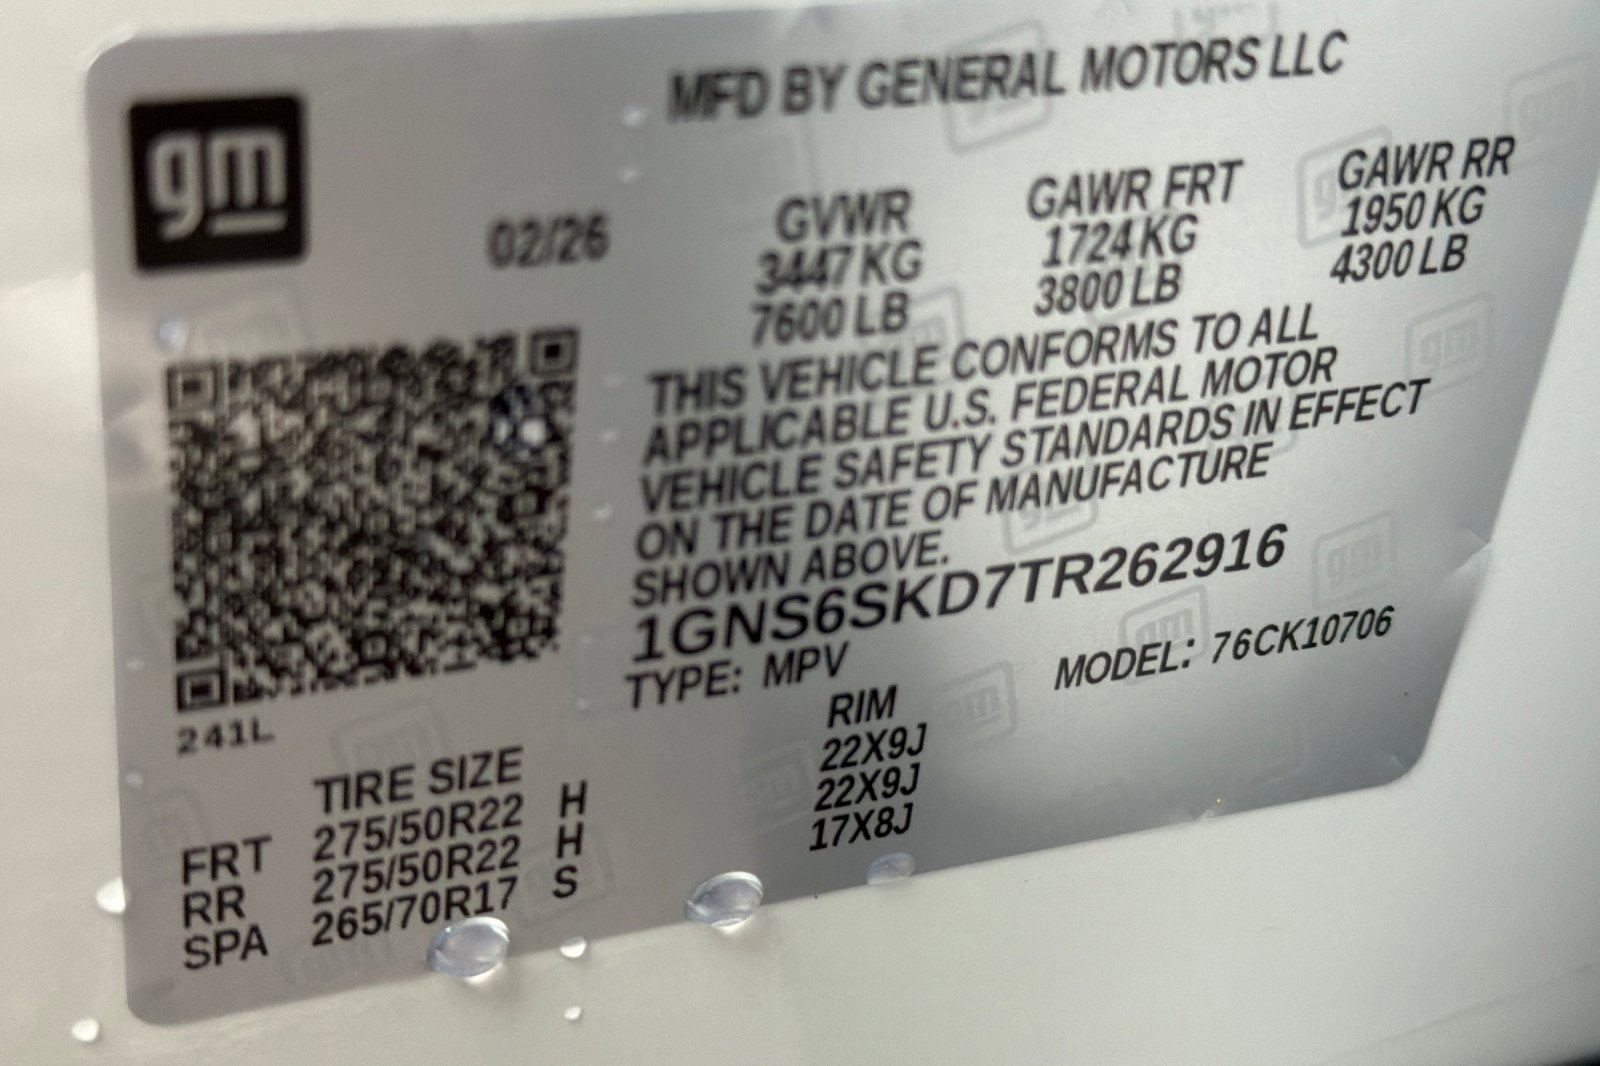 gm
MFD BY GENERAL MOTORS LLC
02/26
GVWR GAWR FRT GAWR RR
3447 KG 1724 KG 1950 KG
7600 LB 3800 LB 4300 LB
THIS VEHICLE CONFORMS TO ALL
APPLICABLE U.S. FEDERAL MOTOR
VEHICLE SAFETY STANDARDS IN EFFECT
ON THE DATE OF MANUFACTURE
SHOWN ABOVE.
1GNS6SKD7TR262916
TYPE: MPV MODEL: 76CK10706
241L
TIRE SIZE RIM
FRT 275/50R22 H 22X9J
RR 275/50R22 H 22X9J
SPA 265/70R17 S 17X8J